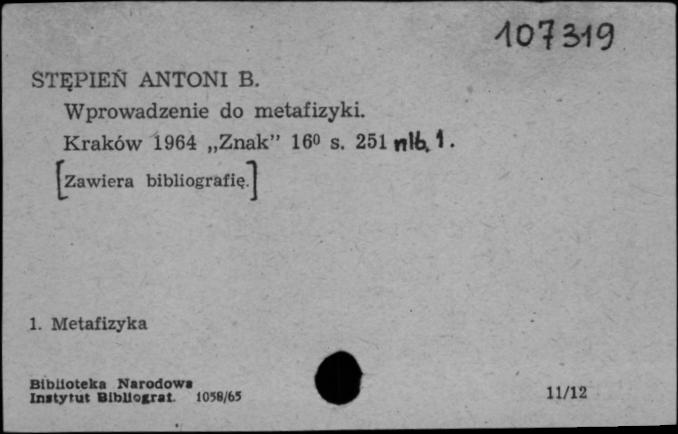 107319
STĘPIEŃ ANTONI B.
Wprowadzenie do metafizyki.
Kraków 1964 „Znak” 16⁰ s. 251 nlb. 1.
[Zawiera bibliografię.]
1. Metafizyka
Biblioteka Narodowa
Instytut Bibliograf. 1058/65
11/12